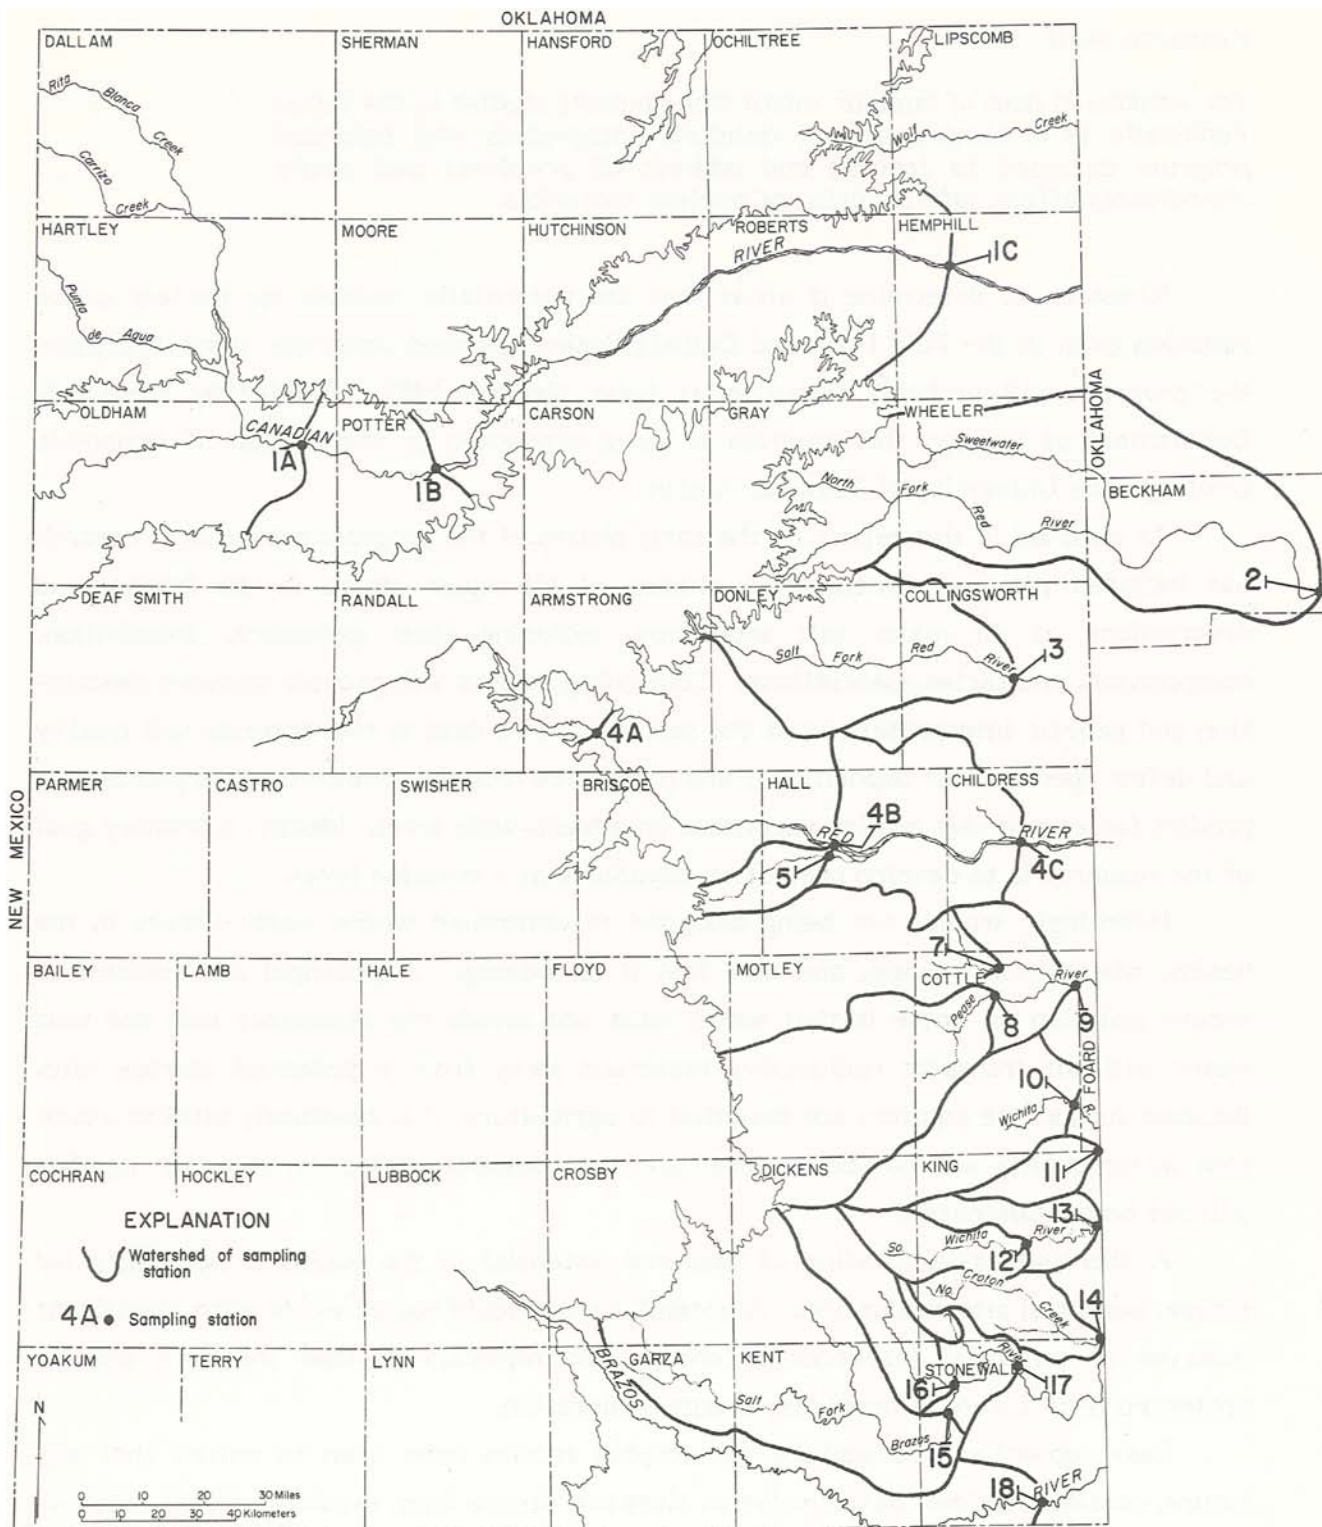 OKLAHOMA
DALLAM
SHERMAN
HANSFORD
OCHILTREE
LIPSCOMB
Rita Blanca Creek
Carrizo Creek
Wolf Creek
HARTLEY
MOORE
HUTCHINSON
ROBERTS
HEMPHILL
RIVER
1C
Punta de Agua
OLDHAM
CANADIAN
POTTER
CARSON
GRAY
WHEELER
OKLAHOMA
1A
1B
Sweetwater
North Fork Red River
BECKHAM
2
DEAF SMITH
RANDALL
ARMSTRONG
DONLEY
COLLINGSWORTH
Salt Fork Red River
3
4A
PARMER
CASTRO
SWISHER
BRISCOE
HALL
CHILDRESS
NEW MEXICO
4B
RED RIVER
4C
5
7
BAILEY
LAMB
HALE
FLOYD
MOTLEY
COTTLE
River
Pease
8
9
FOARD
10
Wichita
R
COCHRAN
HOCKLEY
LUBBOCK
CROSBY
DICKENS
KING
11
EXPLANATION
13
So Wichita River
Watershed of sampling
station
12
Croton
No
Creek
14
4A
Sampling station
YOAKUM
TERRY
LYNN
GARZA
KENT
STONEWALL
River
BRAZOS
16
17
Salt Fork
Brazos
15
N
18
RIVER
0 10 20 30 Miles
0 10 20 30 40 Kilometers